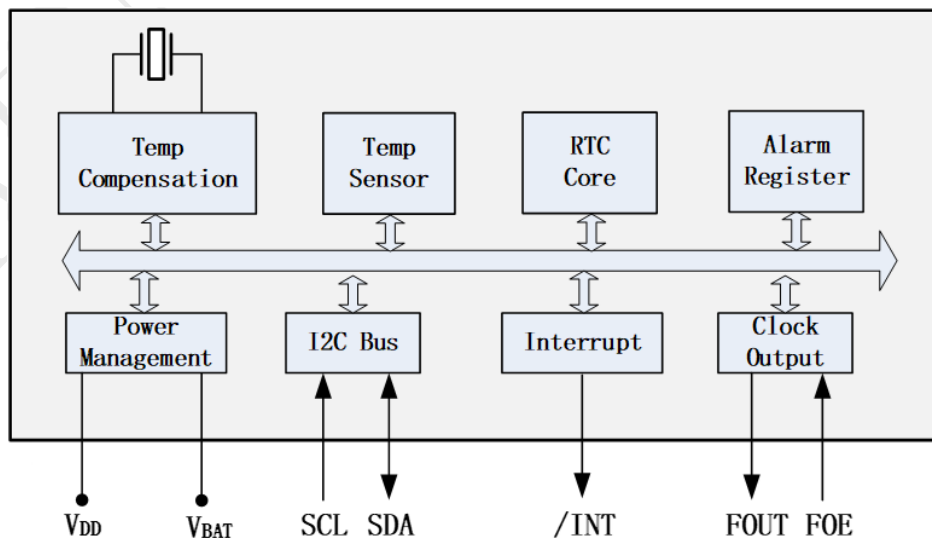 Temp
Compensation
Temp
Sensor
RTC
Core
Alarm
Register
Power
Management
I2C Bus
Interrupt
Clock
Output
VDD
VBAT
SCL
SDA
/INT
FOUT
FOE